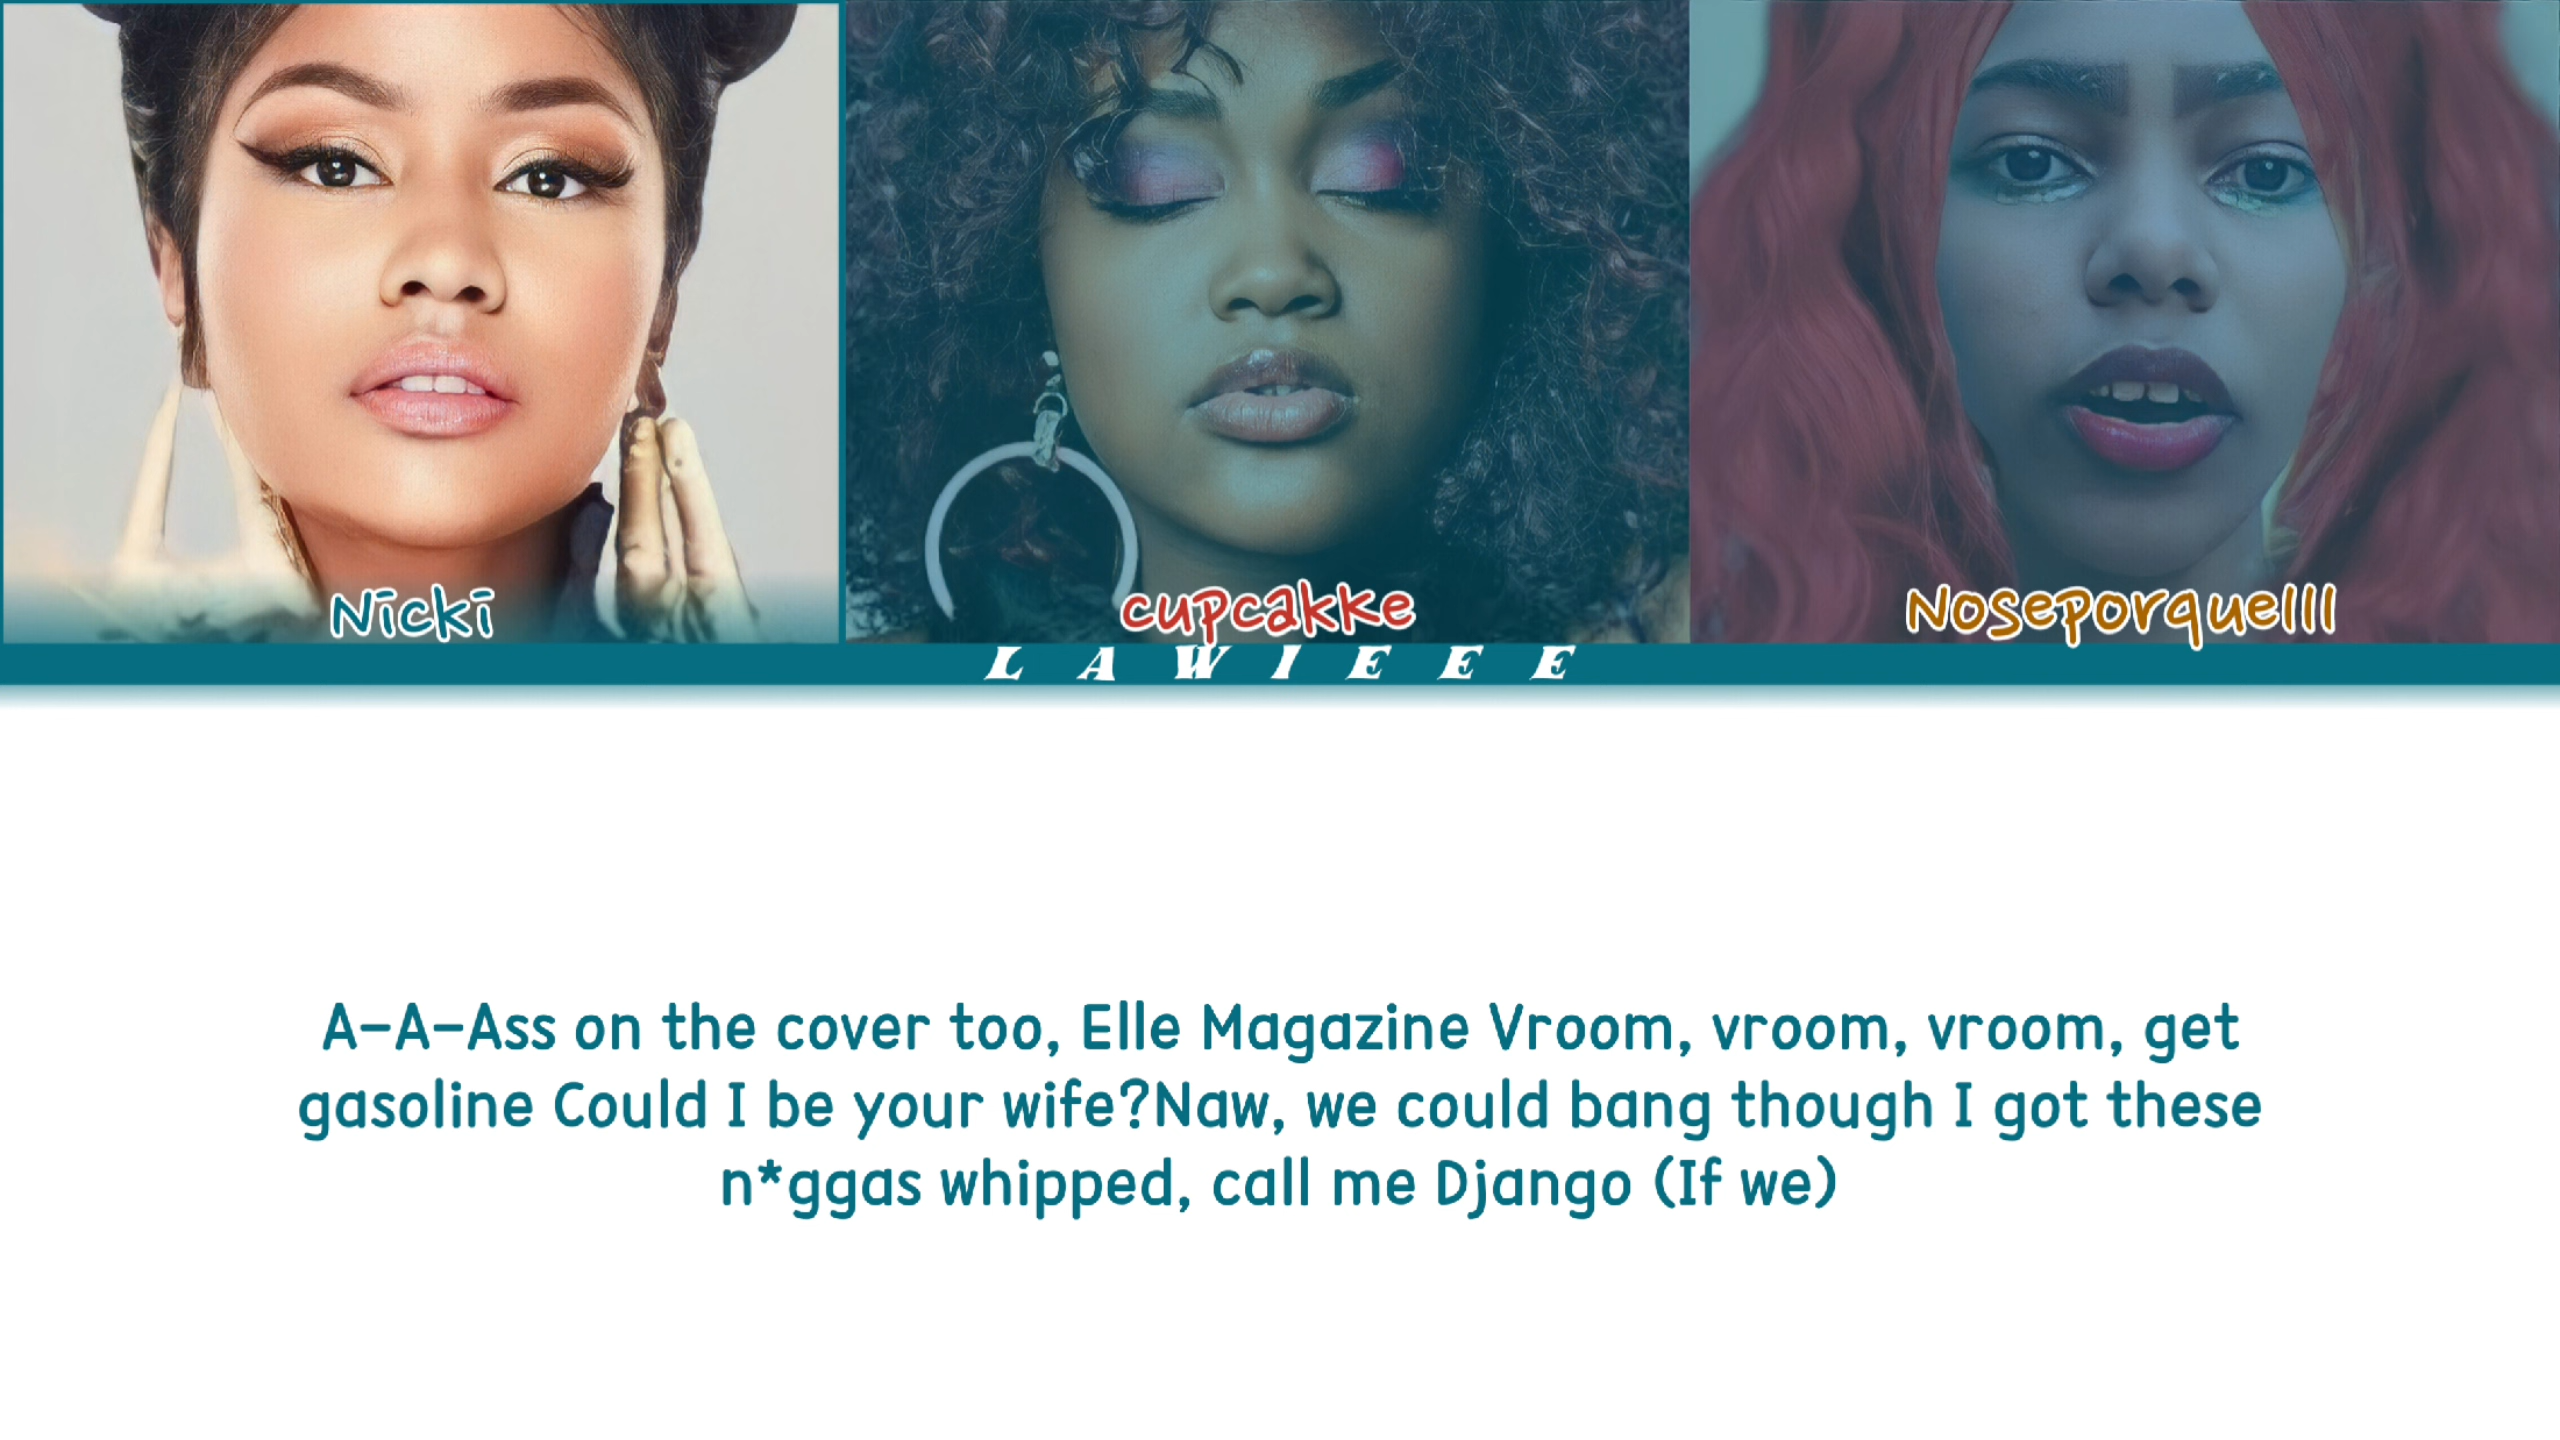 Nicki
cupcakke
Noseporquelll
LAWIEEE
A-A-Ass on the cover too, Elle Magazine Vroom, vroom, vroom, get
gasoline Could I be your wife?Naw, we could bang though I got these
n*ggas whipped, call me Django (If we)